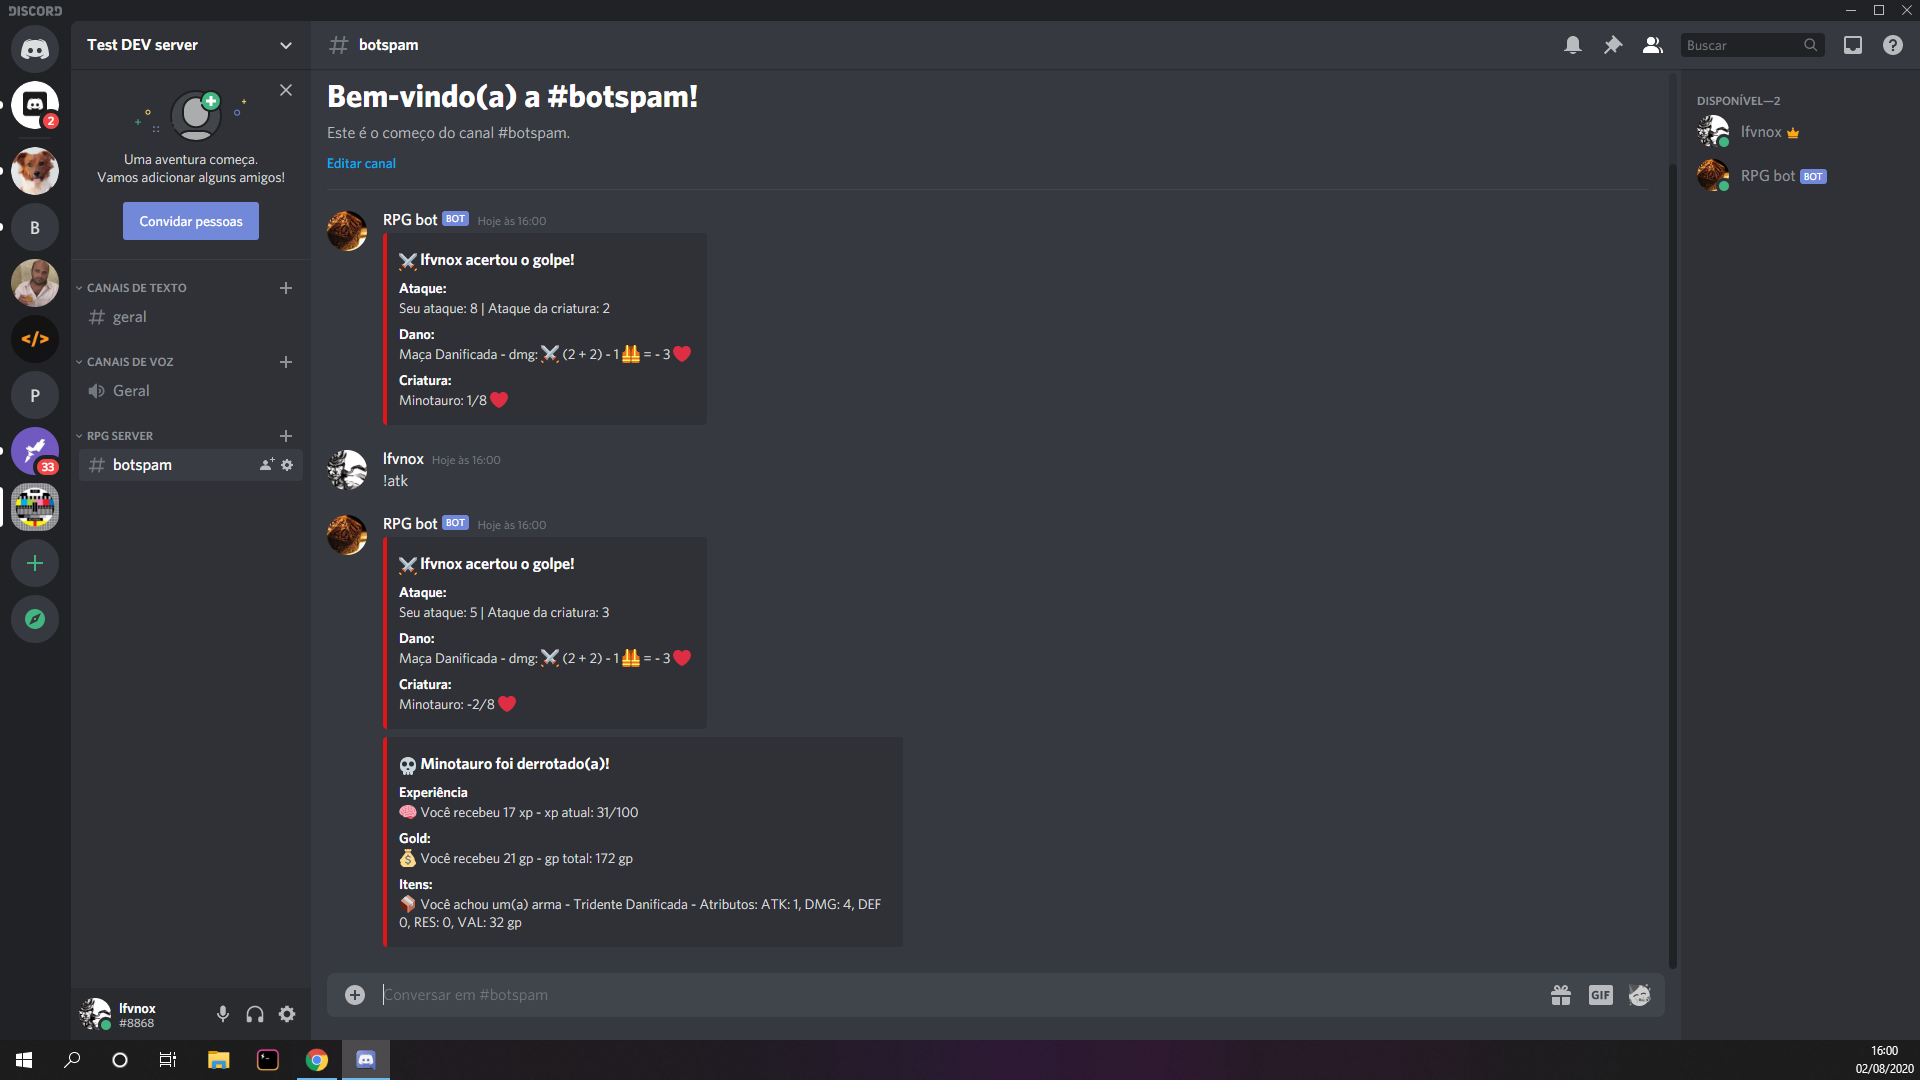 DISCORD
Test DEV server
botspam
Buscar
2
Uma aventura começa.
Vamos adicionar alguns amigos!
Convidar pessoas
B
P
33
CANAIS DE TEXTO
geral
CANAIS DE VOZ
Geral
RPG SERVER
botspam
Bem-vindo(a) a #botspam!
Este é o começo do canal #botspam.
Editar canal
RPG bot BOT Hoje às 16:00
lfvnox acertou o golpe!
Ataque:
Seu ataque: 8 | Ataque da criatura: 2
Dano:
Maça Danificada - dmg: ⚔️ (2 + 2) - 1 🦺 = - 3 ❤️
Criatura:
Minotauro: 1/8 ❤️
lfvnox Hoje às 16:00
!atk
RPG bot BOT Hoje às 16:00
lfvnox acertou o golpe!
Ataque:
Seu ataque: 5 | Ataque da criatura: 3
Dano:
Maça Danificada - dmg: ⚔️ (2 + 2) - 1 🦺 = - 3 ❤️
Criatura:
Minotauro: -2/8 ❤️
Minotauro foi derrotado(a)!
Experiência
Você recebeu 17 xp - xp atual: 31/100
Gold:
Você recebeu 21 gp - gp total: 172 gp
Itens:
Você achou um(a) arma - Tridente Danificada - Atributos: ATK: 1, DMG: 4, DEF
0, RES: 0, VAL: 32 gp
Conversar em #botspam
GIF
DISPONÍVEL—2
lfvnox
RPG bot BOT
lfvnox
#8868
16:00
02/08/2020